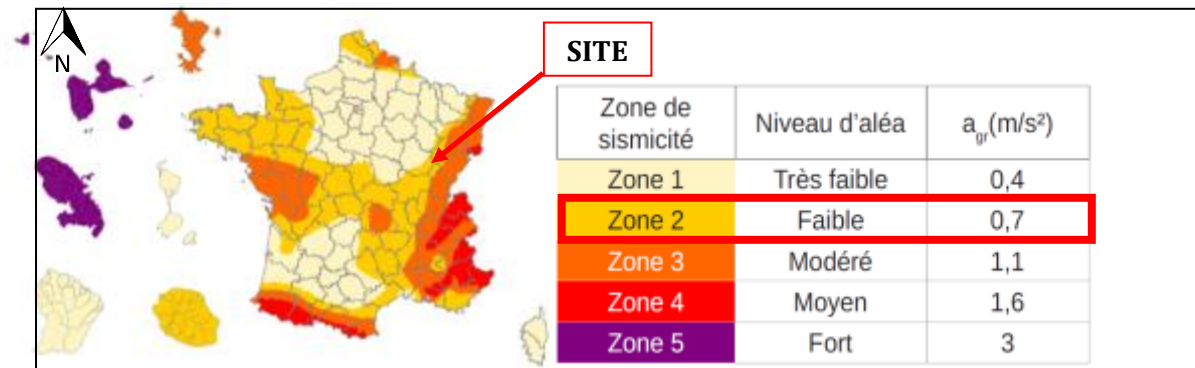 N
SITE
Zone de sismicité Niveau d'aléa agr(m/s²)
Zone 1 Très faible 0,4
Zone 2 Faible 0,7
Zone 3 Modéré 1,1
Zone 4 Moyen 1,6
Zone 5 Fort 3